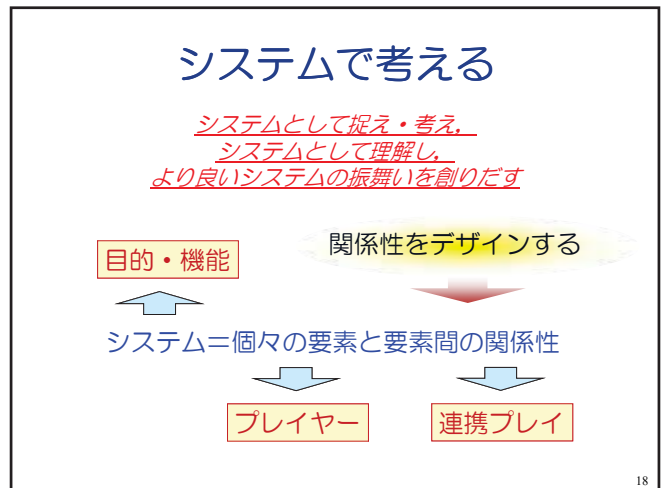 システムで考える
システムとして捉え・考え,
システムとして理解し,
より良いシステムの振舞いを創りだす
関係性をデザインする
目的・機能
システム＝個々の要素と要素間の関係性
プレイヤー
連携プレイ
18